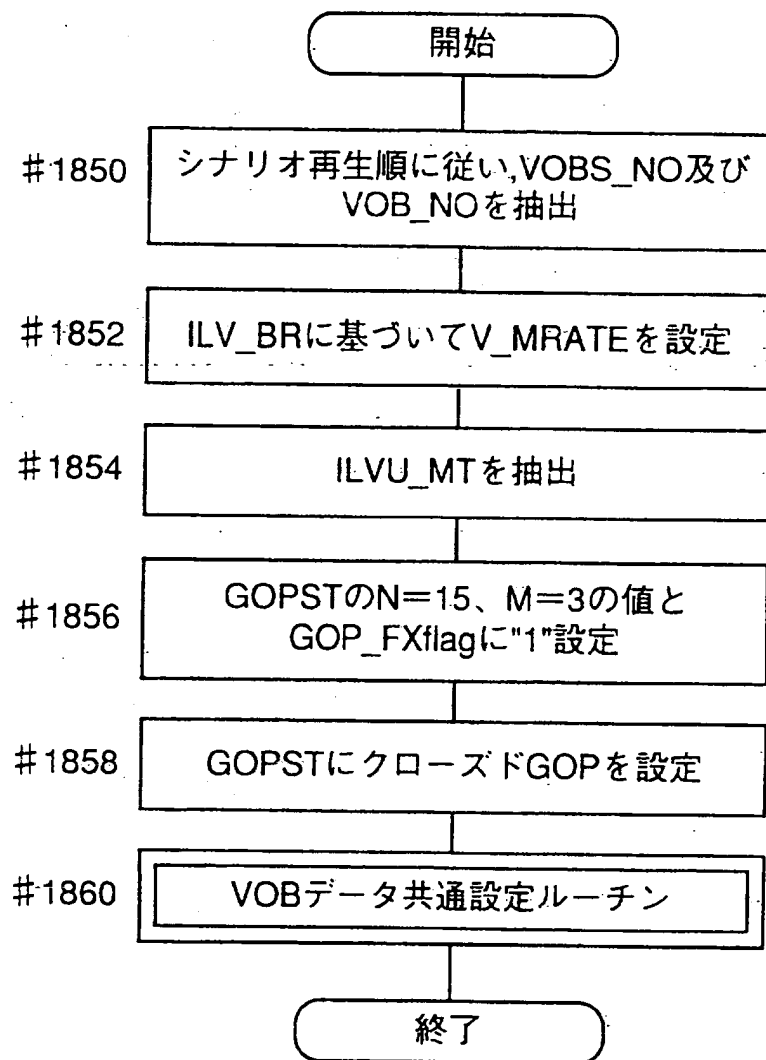 開始
#1850
シナリオ再生順に従い,VOBS_NO及び
VOB_NOを抽出
#1852
ILV_BRに基づいてV_MRATEを設定
#1854
ILVU_MTを抽出
#1856
GOPSTのN=15、M=3の値と
GOP_FXflagに"1"設定
#1858
GOPSTにクローズドGOPを設定
#1860
VOBデータ共通設定ルーチン
終了